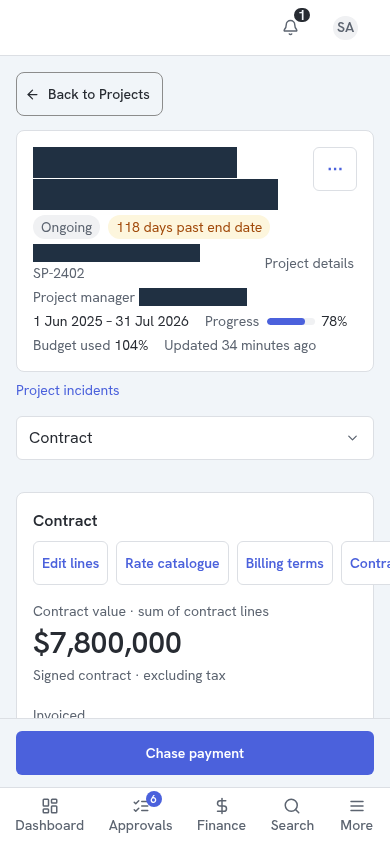 1
SA
Back to Projects
Ongoing
118 days past end date
SP-2402
Project details
Project manager
1 Jun 2025 – 31 Jul 2026 Progress 78%
Budget used 104% Updated 34 minutes ago
Project incidents
Contract
Contract
Edit lines Rate catalogue Billing terms
Contract value · sum of contract lines
$7,800,000
Signed contract · excluding tax
Invoiced
Chase payment
6
Dashboard Approvals Finance Search More